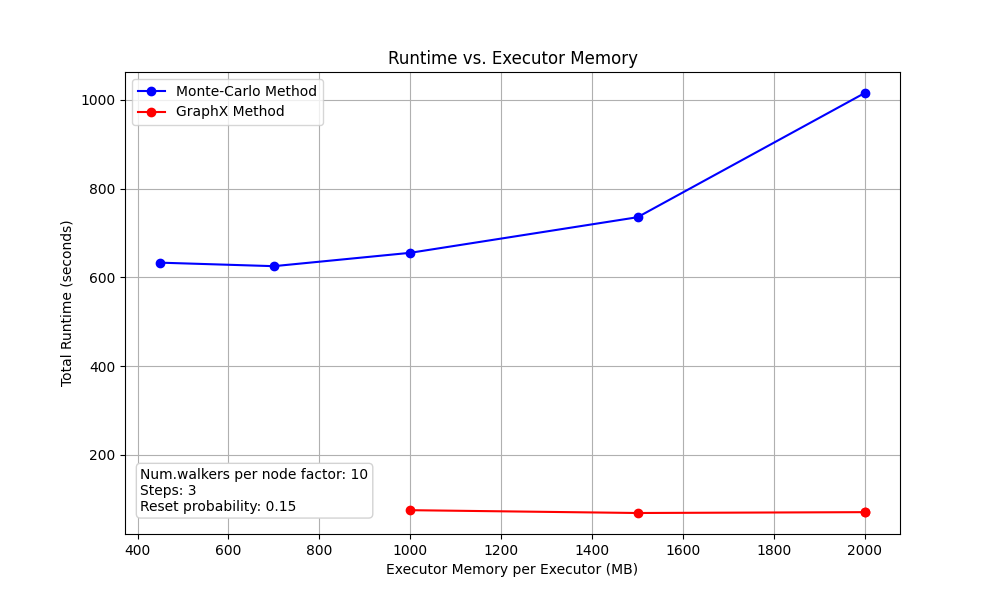 Runtime vs. Executor Memory
Monte-Carlo Method
GraphX Method
1000
800
600
400
200
Total Runtime (seconds)
Num.walkers per node factor: 10
Steps: 3
Reset probability: 0.15
400 600 800 1000 1200 1400 1600 1800 2000
Executor Memory per Executor (MB)